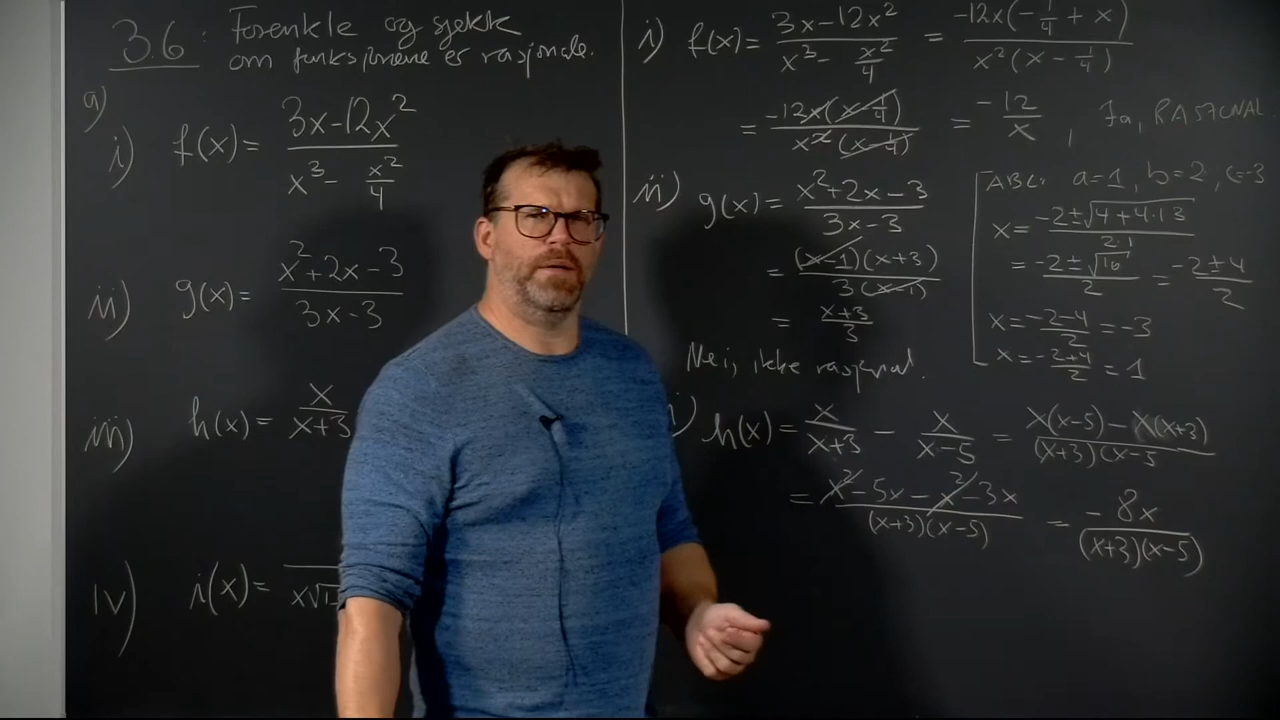 3.6: Forenkle og sjekk
om funksjonene er rasjonale.
a)
i) f(x) = (3x-12x²)/(x³ - x²/4)
ii) g(x) = (x²+2x-3)/(3x-3)
iii) h(x) = x/(x+3)
iv) i(x) = x√1-
i) f(x) = (3x-12x²)/(x³ - x²/4) = -12x(-1/4 + x)/(x²(x - 1/4))
= -12x(x-1/4)/(x²(x-1/4)) = -12/x , Ja, RASJONAL
ii) g(x) = (x²+2x-3)/(3x-3)
= (x-1)(x+3)/(3(x-1))
= (x+3)/3
Nei, ikke rasjonal.
ABC: a=1, b=2, c=-3
x = (-2±√(4+4·1·3))/(2·1)
= (-2±√16)/2 = (-2±4)/2
x = (-2-4)/2 = -3
x = (-2+4)/2 = 1
i) h(x) = x/(x+3) - x/(x-5) = (x(x-5) - x(x+3))/((x+3)(x-5
= (x²-5x-x²-3x)/((x+3)(x-5)) = -8x/((x+3)(x-5))